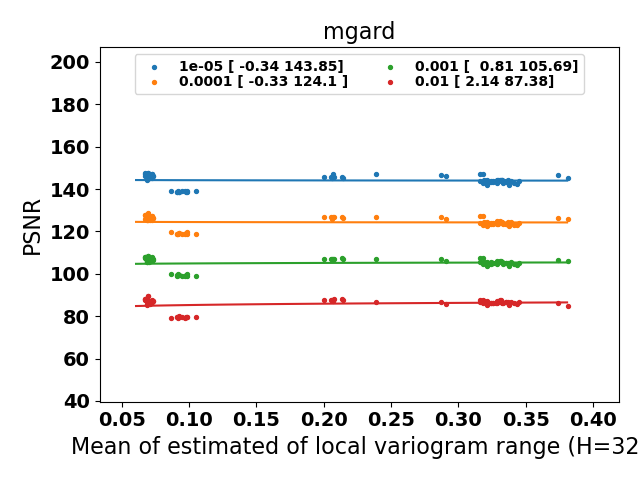 mgard
1e-05 [ -0.34 143.85]
0.0001 [ -0.33 124.1 ]
0.001 [  0.81 105.69]
0.01 [ 2.14 87.38]
PSNR
200
180
160
140
120
100
80
60
40
0.05 0.10 0.15 0.20 0.25 0.30 0.35 0.40
Mean of estimated of local variogram range (H=32